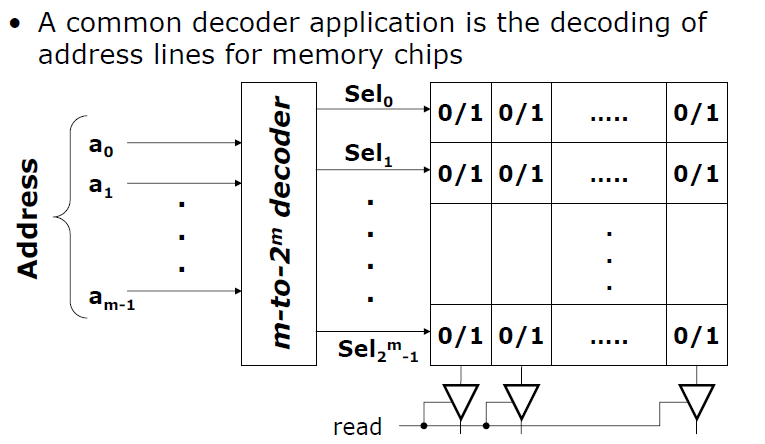 • A common decoder application is the decoding of
address lines for memory chips
Address
a₀
a₁
aₘ₋₁
m-to-2ᵐ decoder
Sel₀
Sel₁
Sel₂ᵐ₋₁
0/1 0/1 ..... 0/1
0/1 0/1 ..... 0/1
0/1 0/1 ..... 0/1
read